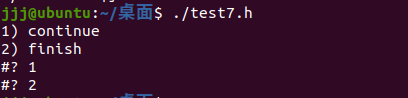 jjj@ubuntu:~/桌面$ ./test7.h
1) continue
2) finish
#? 1
#? 2